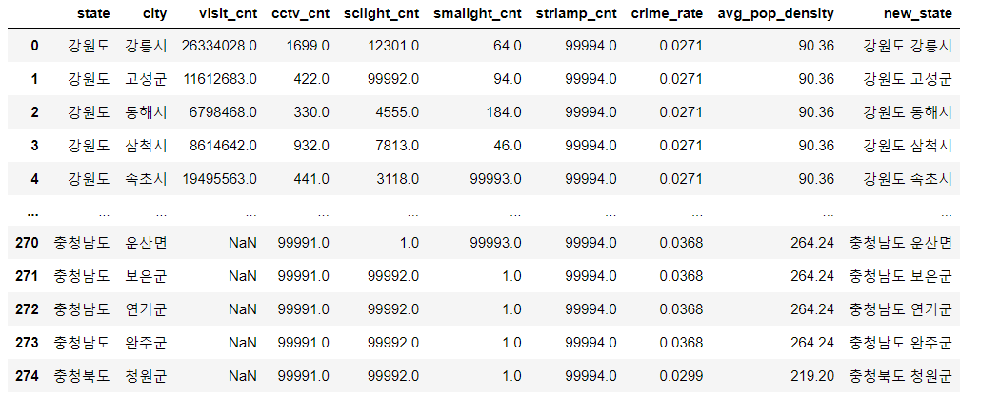 state city visit_cnt cctv_cnt sclight_cnt smalight_cnt strlamp_cnt crime_rate avg_pop_density new_state
0 강원도 강릉시 26334028.0 1699.0 12301.0 64.0 99994.0 0.0271 90.36 강원도 강릉시
1 강원도 고성군 11612683.0 422.0 99992.0 94.0 99994.0 0.0271 90.36 강원도 고성군
2 강원도 동해시 6798468.0 330.0 4555.0 184.0 99994.0 0.0271 90.36 강원도 동해시
3 강원도 삼척시 8614642.0 932.0 7813.0 46.0 99994.0 0.0271 90.36 강원도 삼척시
4 강원도 속초시 19495563.0 441.0 3118.0 99993.0 99994.0 0.0271 90.36 강원도 속초시
... ... ... ... ... ... ... ... ... ... ...
270 충청남도 운산면 NaN 99991.0 1.0 99993.0 99994.0 0.0368 264.24 충청남도 운산면
271 충청남도 보은군 NaN 99991.0 99992.0 1.0 99994.0 0.0368 264.24 충청남도 보은군
272 충청남도 연기군 NaN 99991.0 99992.0 1.0 99994.0 0.0368 264.24 충청남도 연기군
273 충청남도 완주군 NaN 99991.0 99992.0 1.0 99994.0 0.0368 264.24 충청남도 완주군
274 충청북도 청원군 NaN 99991.0 99992.0 1.0 99994.0 0.0299 219.20 충청북도 청원군